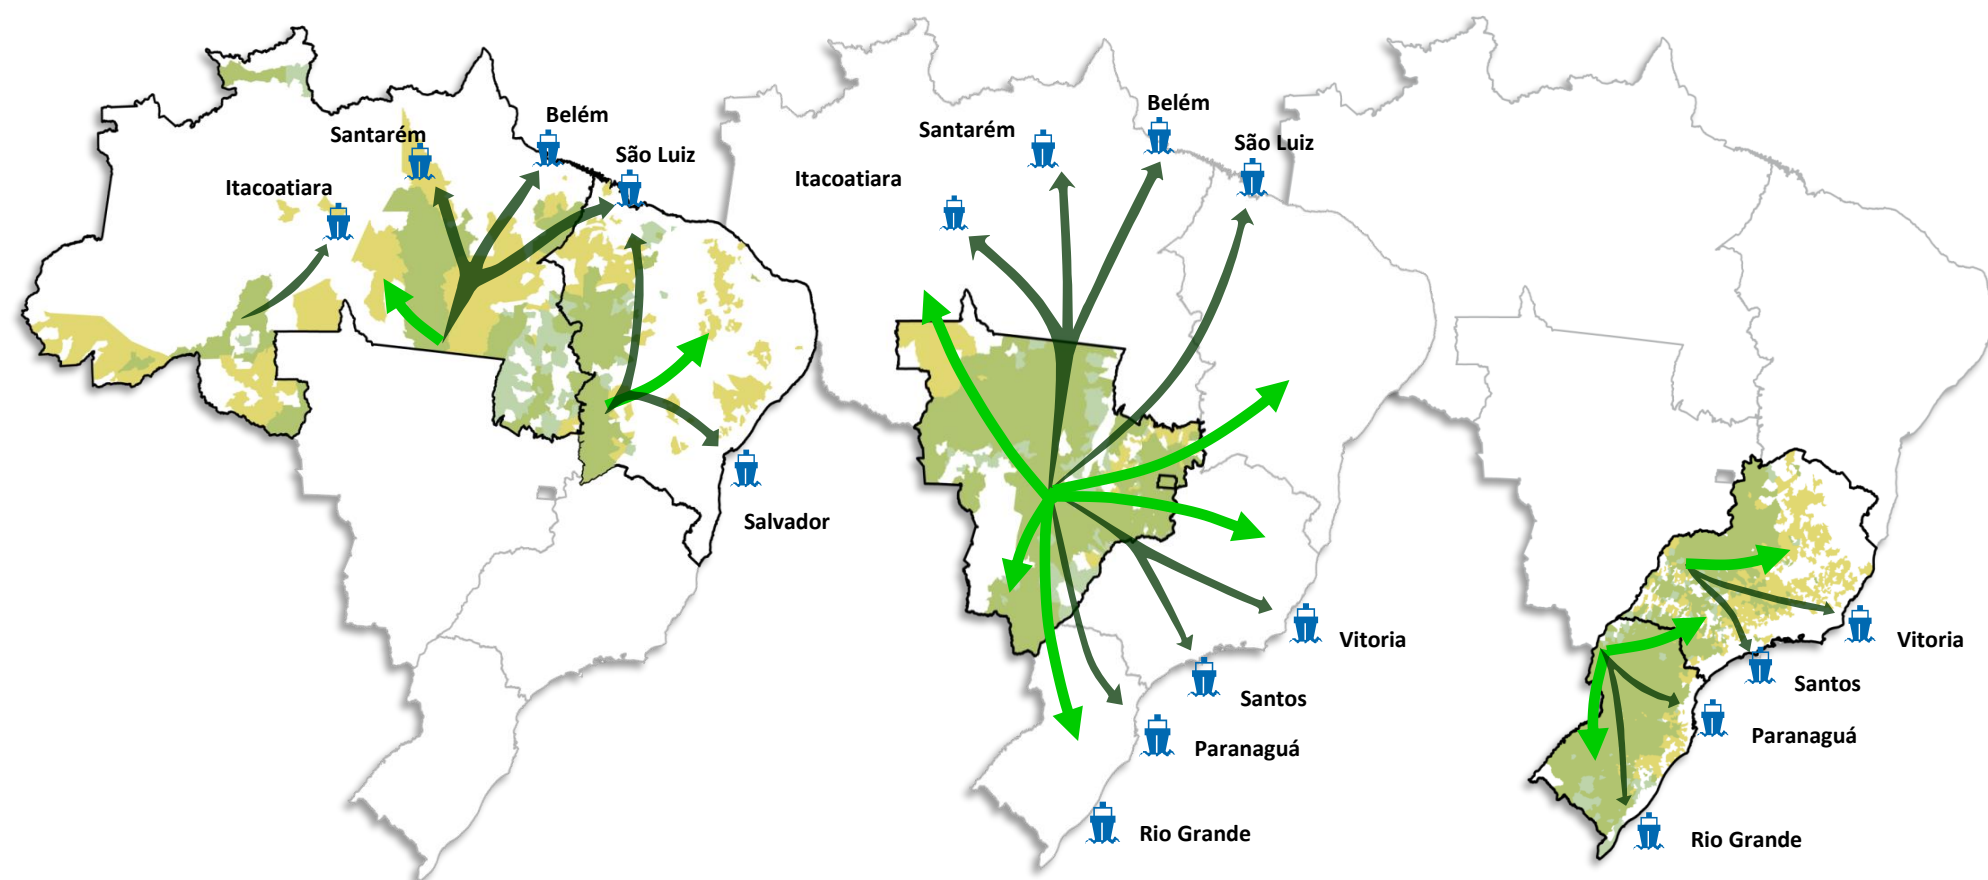 Belém
Santarém
São Luiz
Itacoatiara
Salvador
Belém
Santarém
São Luiz
Itacoatiara
Vitoria
Santos
Paranaguá
Rio Grande
Vitoria
Santos
Paranaguá
Rio Grande